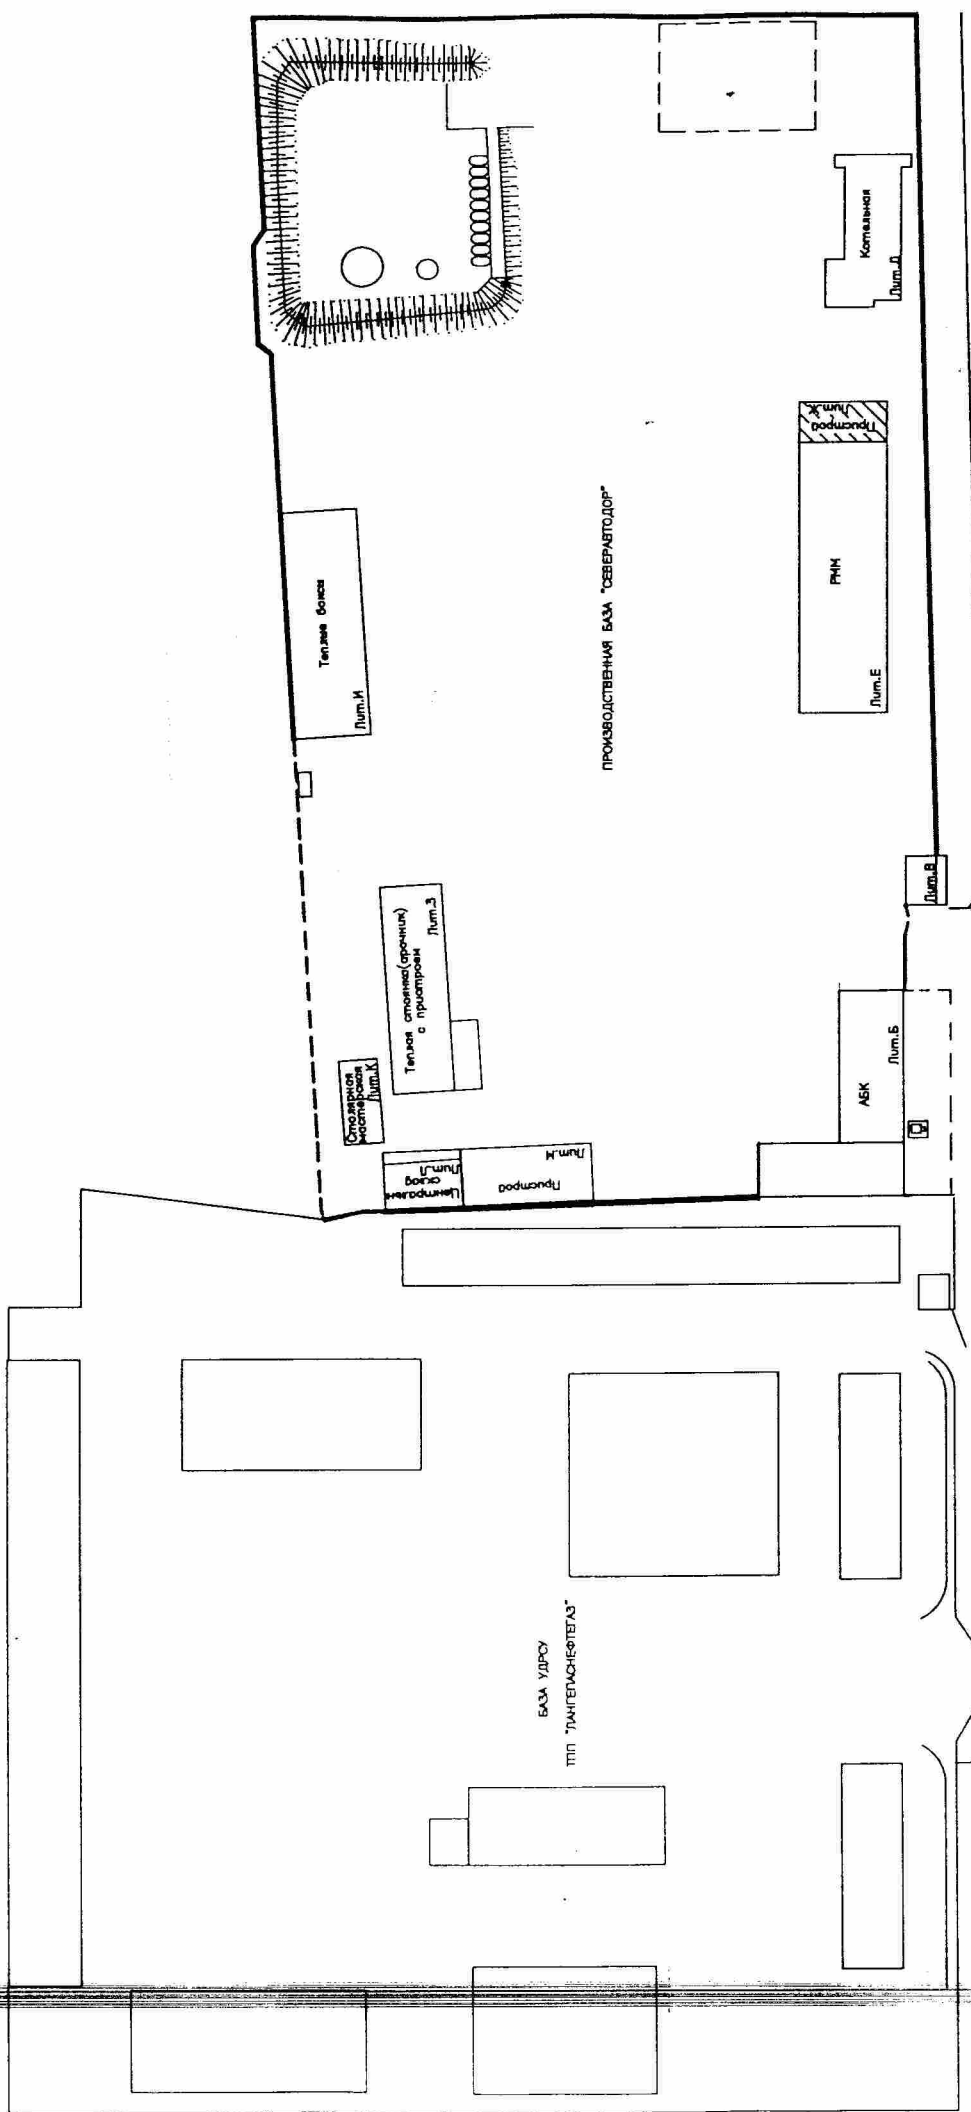 Теплые боксы
Лит.И
Котельная
Лит.Д
Пристрой
Лит.Ж
РММ
Лит.Е
ПРОИЗВОДСТВЕННАЯ БАЗА "СЕВЕРАВТОДОР"
Теплая стоянка(арочник)
с пристроем
Лит.З
Столярная
мастерская
Лит.К
Централь
склад
Лит.Л
Пристрой
Лит.М
АБК
Лит.Б
Лит.В
БАЗА УДРСУ
ТПП "ЛАНГЕПАСНЕФТЕГАЗ"